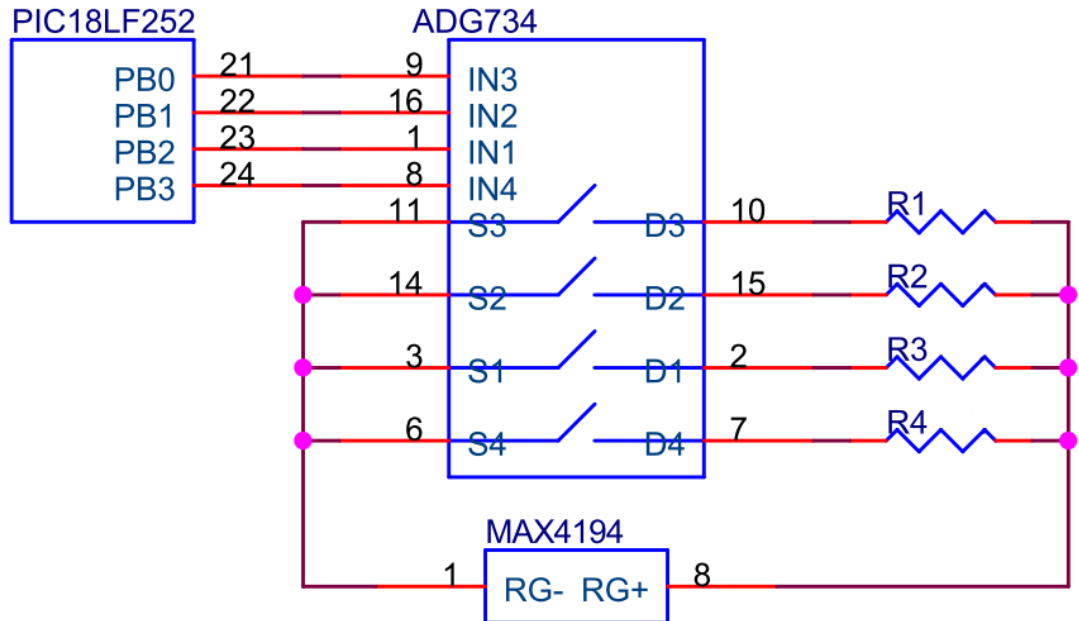 PIC18LF252 ADG734
PB0 21 9 IN3
PB1 22 16 IN2
PB2 23 1 IN1
PB3 24 8 IN4
11 S3 D3 10 R1
14 S2 D2 15 R2
3 S1 D1 2 R3
6 S4 D4 7 R4
MAX4194
1 RG- RG+ 8